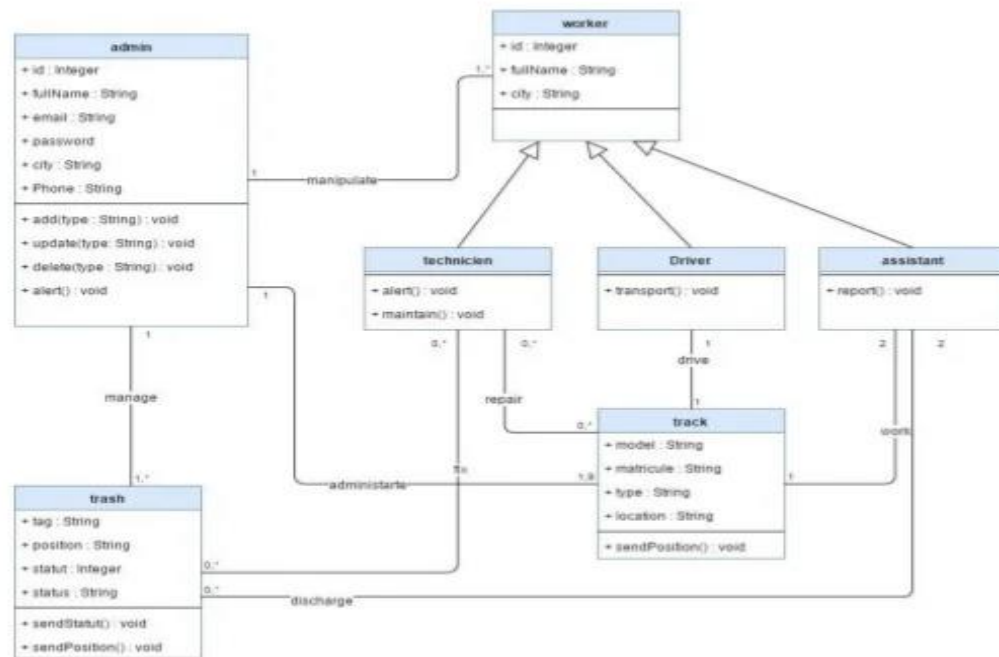 worker
+ id : Integer
+ fullName : String
+ city : String
admin
+ id : Integer
+ fullName : String
+ email : String
+ password
+ city : String
+ Phone : String
+ add(type : String) : void
+ update(type: String) : void
+ delete(type : String) : void
+ alert() : void
1
manipulate
1..*
technicien
+ alert() : void
+ maintain() : void
Driver
+ transport() : void
assistant
+ report() : void
1
1
0..*
0..*
1
2
2
manage
repair
drive
1
work
0..*
track
+ model : String
+ matricule : String
+ type : String
+ location : String
+ sendPosition() : void
fix
administarte
1
1..*
trash
+ tag : String
+ position : String
+ statut : Integer
+ status : String
+ sendStatut() : void
+ sendPosition() : void
0..*
0..*
discharge